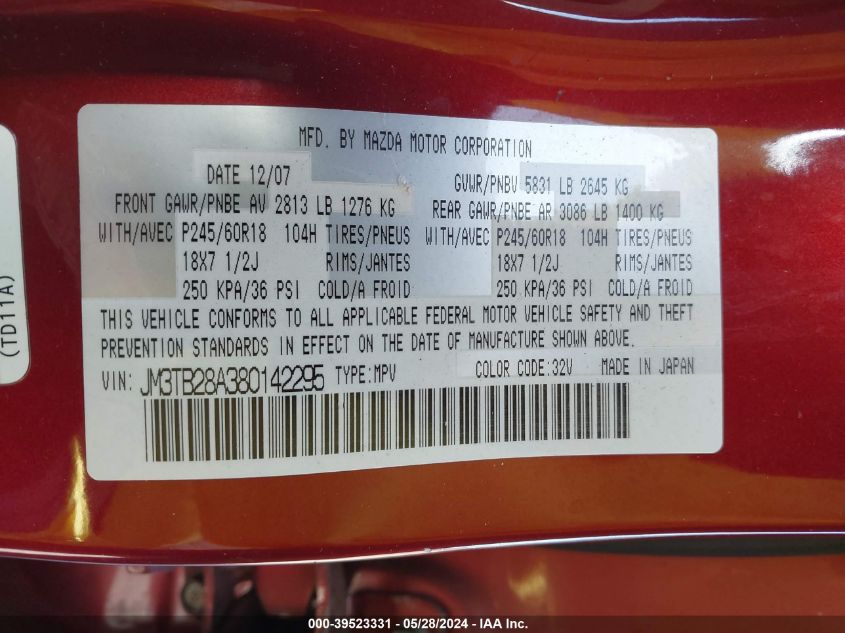 MFD. BY MAZDA MOTOR CORPORATION
DATE 12/07 GVWR/PNBV 5831 LB 2645 KG
FRONT GAWR/PNBE AV 2813 LB 1276 KG REAR GAWR/PNBE AR 3086 LB 1400 KG
WITH/AVEC P245/60R18 104H TIRES/PNEUS WITH/AVEC P245/60R18 104H TIRES/PNEUS
18X7 1/2J RIMS/JANTES 18X7 1/2J RIMS/JANTES
250 KPA/36 PSI COLD/A FROID 250 KPA/36 PSI COLD/A FROID
THIS VEHICLE CONFORMS TO ALL APPLICABLE FEDERAL MOTOR VEHICLE SAFETY AND THEFT
PREVENTION STANDARDS IN EFFECT ON THE DATE OF MANUFACTURE SHOWN ABOVE.
VIN: JM3TB28A380142295 TYPE:MPV COLOR CODE:32V MADE IN JAPAN
(TD11A)
000-39523331 - 05/28/2024 - IAA Inc.